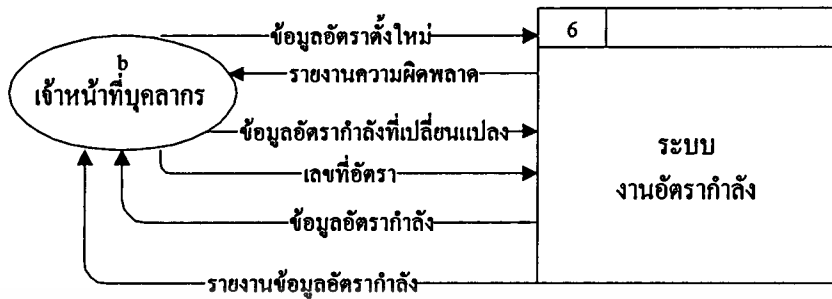 ข้อมูลอัตราตั้งใหม่
6
b
รายงานความผิดพลาด
เจ้าหน้าที่บุคลากร
ข้อมูลอัตรากำลังที่เปลี่ยนแปลง
ระบบ
เลขที่อัตรา
งานอัตรากำลัง
ข้อมูลอัตรากำลัง
รายงานข้อมูลอัตรากำลัง